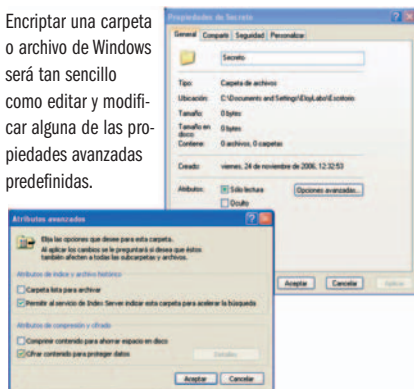 Encriptar una carpeta
o archivo de Windows
será tan sencillo
como editar y modifi-
car alguna de las pro-
piedades avanzadas
predefinidas.
Propiedades de Secreto
General Compartir Seguridad Personalizar
Secreto
Tipo: Carpeta de archivos
Ubicación: C:\Documents and Settings\EloyLabo\Escritorio
Tamaño: 0 bytes
Tamaño en disco: 0 bytes
Contiene: 0 archivos, 0 carpetas
Creado: viernes, 24 de noviembre de 2006, 12:32:53
Atributos: Sólo lectura Opciones avanzadas...
Oculto
Aceptar Cancelar Aplicar
Atributos avanzados
Elija las opciones que desee para esta carpeta.
Al aplicar los cambios se le preguntará si desea que éstos
también afecten a todas las subcarpetas y archivos.
Atributos de índice y archivo histórico
Carpeta lista para archivar
Permitir al servicio de Index Server indizar esta carpeta para acelerar la búsqueda
Atributos de compresión y cifrado
Comprimir contenido para ahorrar espacio en disco
Cifrar contenido para proteger datos Detalles
Aceptar Cancelar